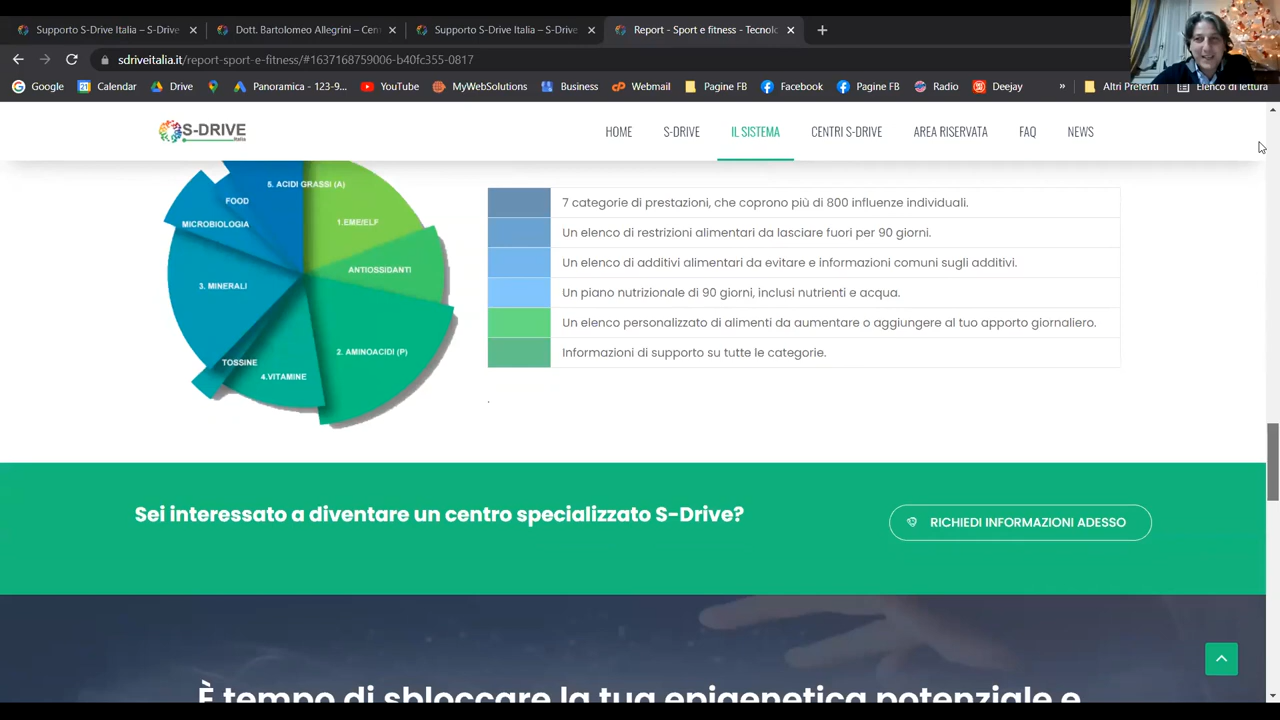 Supporto S-Drive Italia – S-Drive
Dott. Bartolomeo Allegrini – Cen
Supporto S-Drive Italia – S-Drive
Report - Sport e fitness - Tecnolo
sdriveitalia.it/report-sport-e-fitness/#1637168759006-b40fc355-0817
Google
Calendar
Drive
Panoramica - 123-9...
YouTube
MyWebSolutions
Business
Webmail
Pagine FB
Facebook
Pagine FB
Radio
Deejay
»
Altri Preferiti
Elenco di lettura
S-DRIVE
Italia
HOME
S-DRIVE
IL SISTEMA
CENTRI S-DRIVE
AREA RISERVATA
FAQ
NEWS
5. ACIDI GRASSI (A)
FOOD
MICROBIOLOGIA
1.EME/ELF
ANTIOSSIDANTI
3. MINERALI
2. AMINOACIDI (P)
TOSSINE
4.VITAMINE
7 categorie di prestazioni, che coprono più di 800 influenze individuali.
Un elenco di restrizioni alimentari da lasciare fuori per 90 giorni.
Un elenco di additivi alimentari da evitare e informazioni comuni sugli additivi.
Un piano nutrizionale di 90 giorni, inclusi nutrienti e acqua.
Un elenco personalizzato di alimenti da aumentare o aggiungere al tuo apporto giornaliero.
Informazioni di supporto su tutte le categorie.
.
Sei interessato a diventare un centro specializzato S-Drive?
RICHIEDI INFORMAZIONI ADESSO
È tempo di sbloccare la tua epigenetica potenziale e